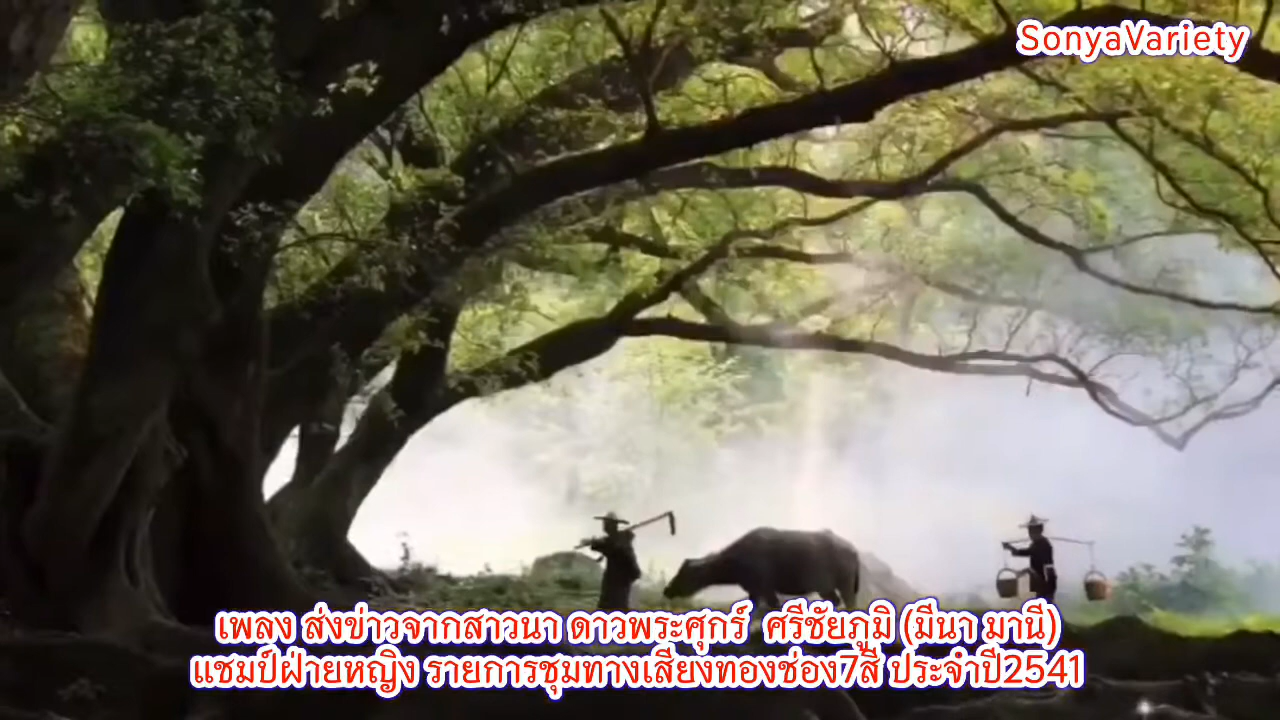 SonyaVariety
เพลง ส่งข่าวจากสาวนา ดาวพระศุกร์ ศรีชัยภูมิ (มีนา มานี)
แชมป์ฝ่ายหญิง รายการชุมทางเสียงทองช่อง7สี ประจำปี2541